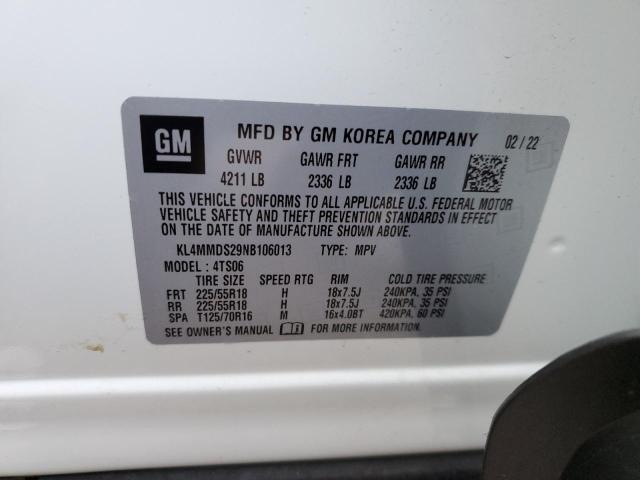 GM
MFD BY GM KOREA COMPANY 02 / 22
GVWR GAWR FRT GAWR RR
4211 LB 2336 LB 2336 LB
THIS VEHICLE CONFORMS TO ALL APPLICABLE U.S. FEDERAL MOTOR
VEHICLE SAFETY AND THEFT PREVENTION STANDARDS IN EFFECT
ON THE DATE OF MANUFACTURE SHOWN ABOVE.
KL4MMDS29NB106013 TYPE: MPV
MODEL : 4TS06
TIRE SIZE SPEED RTG RIM COLD TIRE PRESSURE
FRT 225/55R18 H 18x7.5J 240KPA, 35 PSI
RR 225/55R18 H 18x7.5J 240KPA, 35 PSI
SPA T125/70R16 M 16x4.0BT 420KPA, 60 PSI
SEE OWNER'S MANUAL FOR MORE INFORMATION.